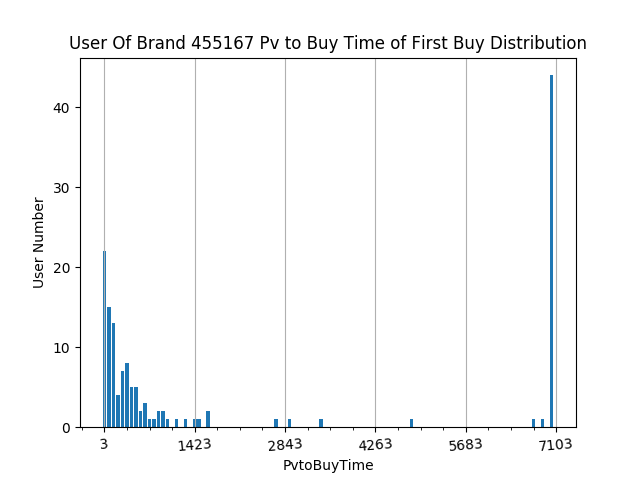 User Of Brand 455167 Pv to Buy Time of First Buy Distribution
User Number
40
30
20
10
0
3 1423 2843 4263 5683 7103
PvtoBuyTime